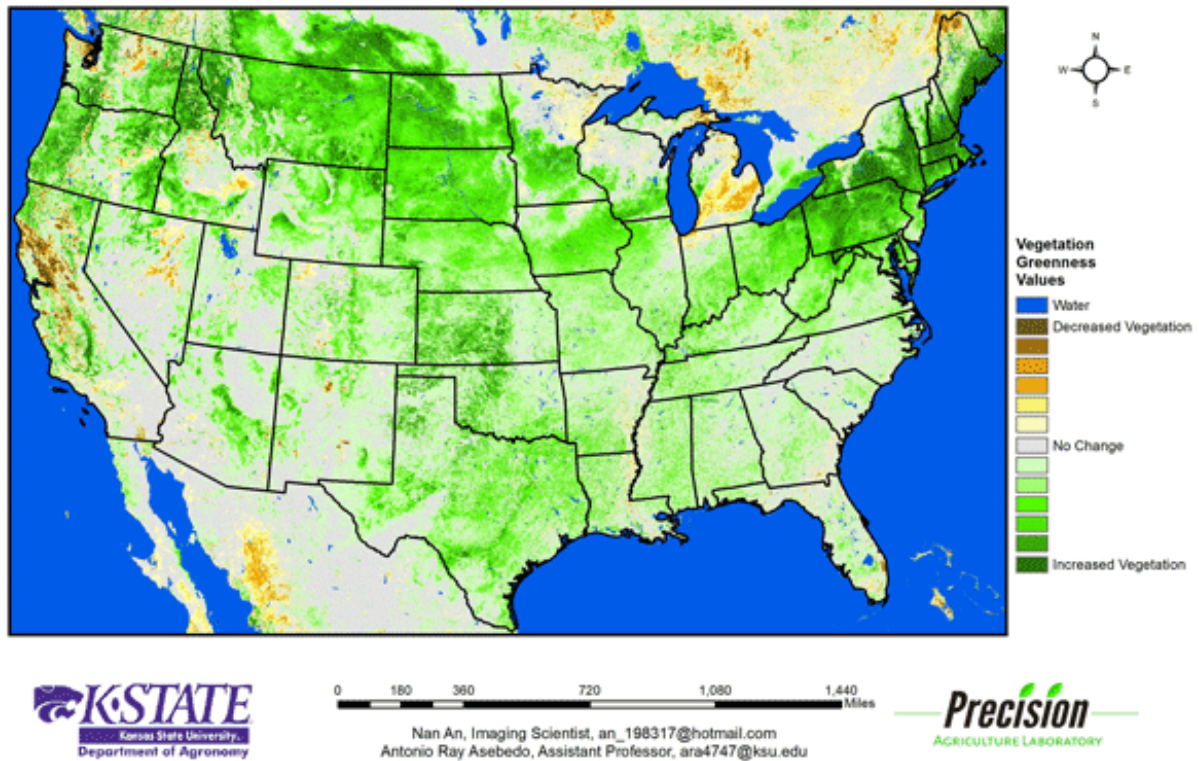 N
W E
S
Vegetation
Greenness
Values
Water
Decreased Vegetation
No Change
Increased Vegetation
K-STATE
Kansas State University.
Department of Agronomy
0 180 360 720 1,080 1,440
Miles
Nan An, Imaging Scientist, an_198317@hotmail.com
Antonio Ray Asebedo, Assistant Professor, ara4747@ksu.edu
Precision
AGRICULTURE LABORATORY